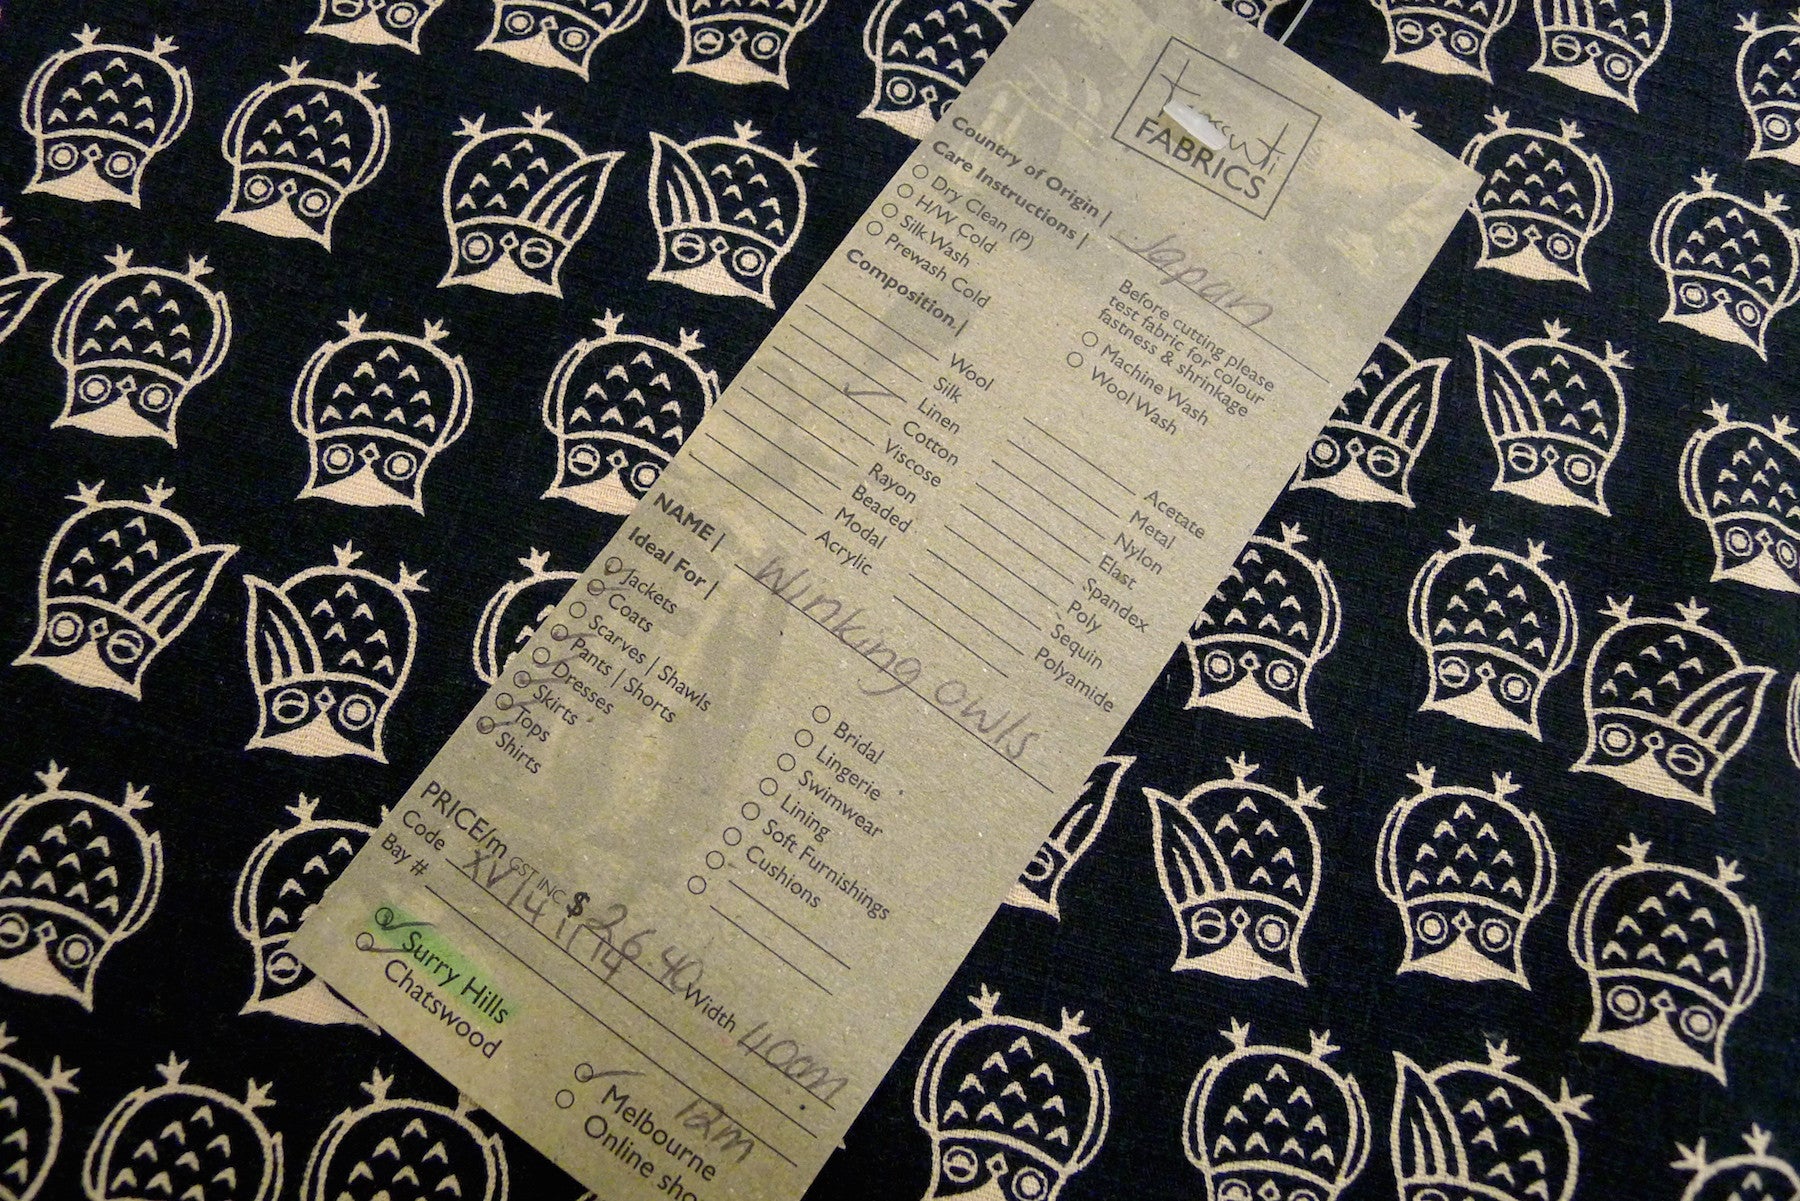 FABRICS
Country of Origin | Japan
Care Instructions |
Dry Clean (P)
H/W Cold
Silk Wash
Prewash Cold
Before cutting please
test fabric for colour
fastness & shrinkage
Machine Wash
Wool Wash
Composition |
Wool
Silk
Linen
Cotton
Viscose
Rayon
Beaded
Modal
Acrylic
Acetate
Metal
Nylon
Elast
Spandex
Poly
Sequin
Polyamide
NAME | Winking Owls
Ideal For |
Jackets
Coats
Scarves | Shawls
Pants | Shorts
Dresses
Skirts
Tops
Shirts
Bridal
Lingerie
Swimwear
Lining
Soft Furnishings
Cushions
PRICE/m GST INC $ 26.40 Width
Code
Bay # 12m
Surry Hills
Chatswood
Melbourne
Online